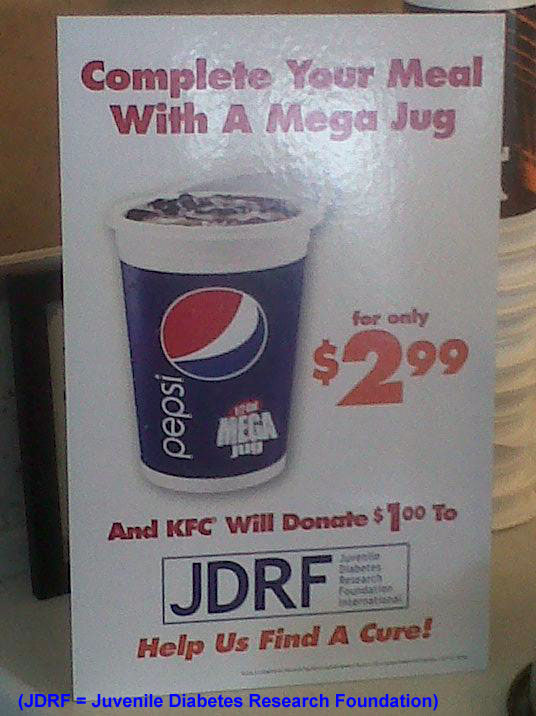 Complete Your Meal
With A Mega Jug
for only
$2.99
pepsi
MEGA
JUG
And KFC® Will Donate $1.00 To
JDRF
Juvenile
Diabetes
Research
Foundation
International
Help Us Find A Cure!
(JDRF = Juvenile Diabetes Research Foundation)